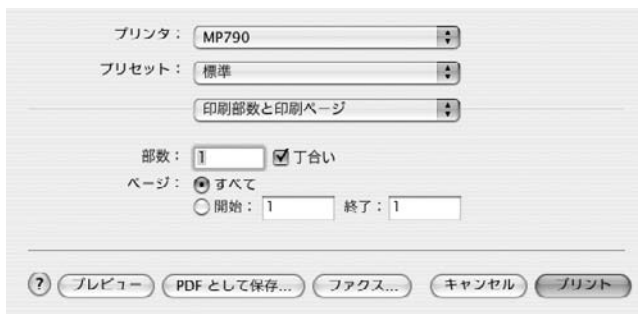 プリンタ： MP790
プリセット： 標準
印刷部数と印刷ページ
部数： 1 丁合い
ページ： すべて
開始： 1 終了： 1
? プレビュー PDF として保存... ファクス... キャンセル プリント